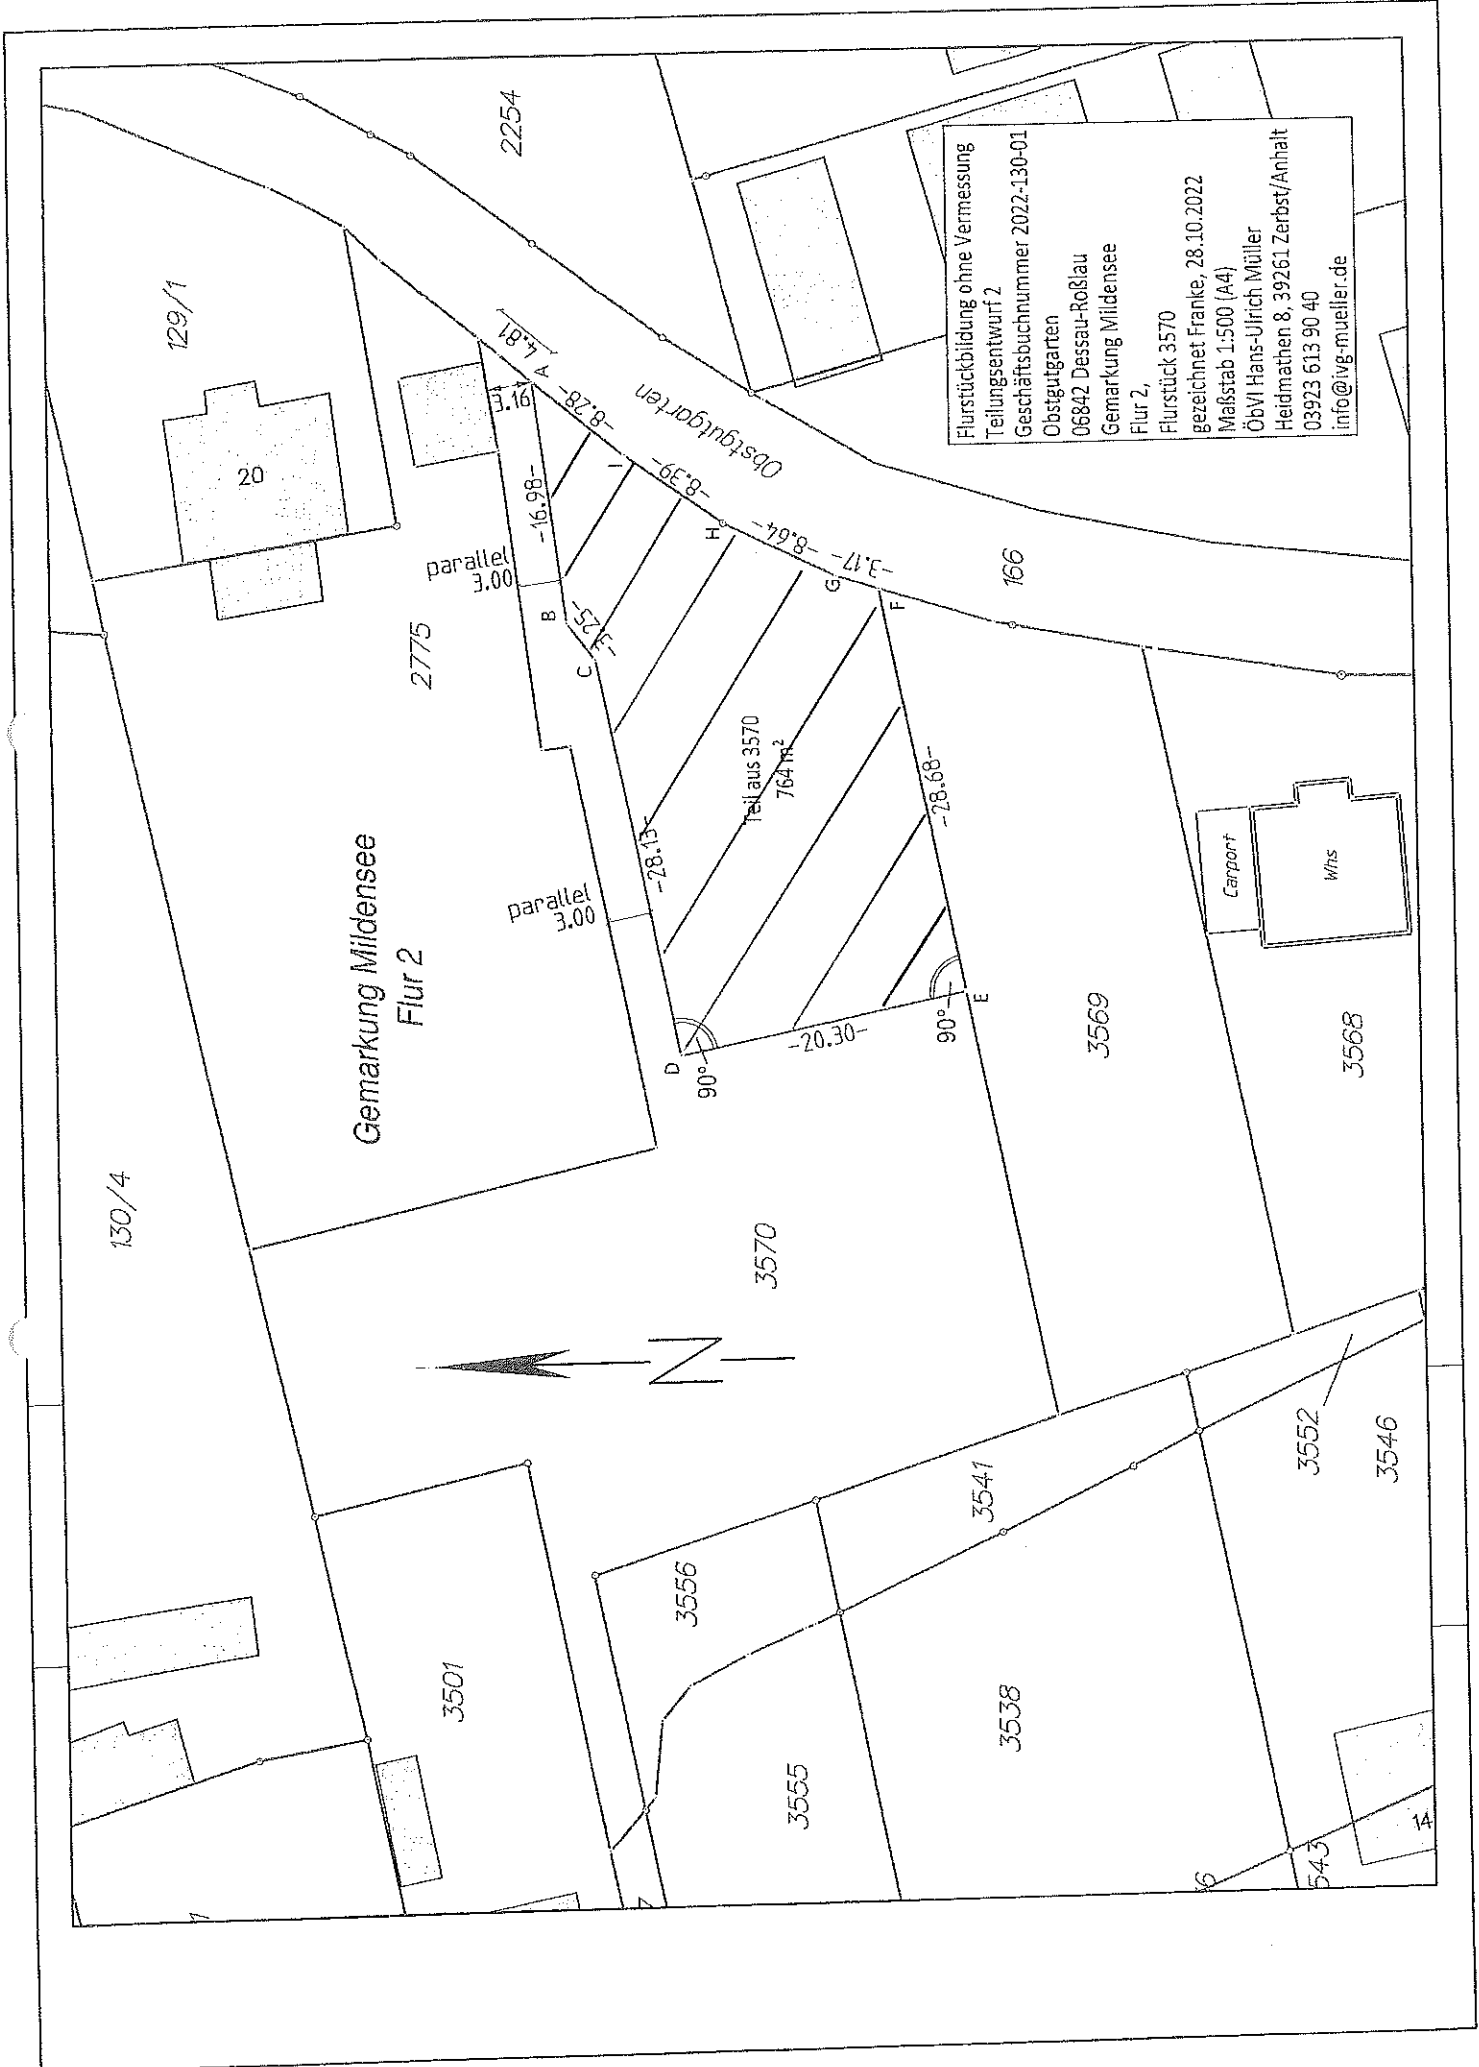 130/4
129/1
20
2254
2775
Gemarkung Mildensee
Flur 2
parallel
3.00
parallel
3.00
3.16
4.81
A
-8.28-
I
-8.39-
H
-8.64-
G
-3.17-
F
-16.98-
B
-3.25-
C
-28.13-
D
90°
-20.30-
90°
E
-28.68-
Teil aus 3570
764 m²
Obstgutgarten
166
3570
3569
3568
Carport
Whs
N
3501
3556
3541
3552
3546
3555
3538
543
14
6
7
Flurstückbildung ohne Vermessung
Teilungsentwurf 2
Geschäftsbuchnummer 2022-130-01
Obstgutgarten
06842 Dessau-Roßlau
Gemarkung Mildensee
Flur 2,
Flurstück 3570
gezeichnet Franke, 28.10.2022
Maßstab 1:500 (A4)
ÖbVI Hans-Ulrich Müller
Heidmathen 8, 39261 Zerbst/Anhalt
03923 613 90 40
info@ivg-mueller.de